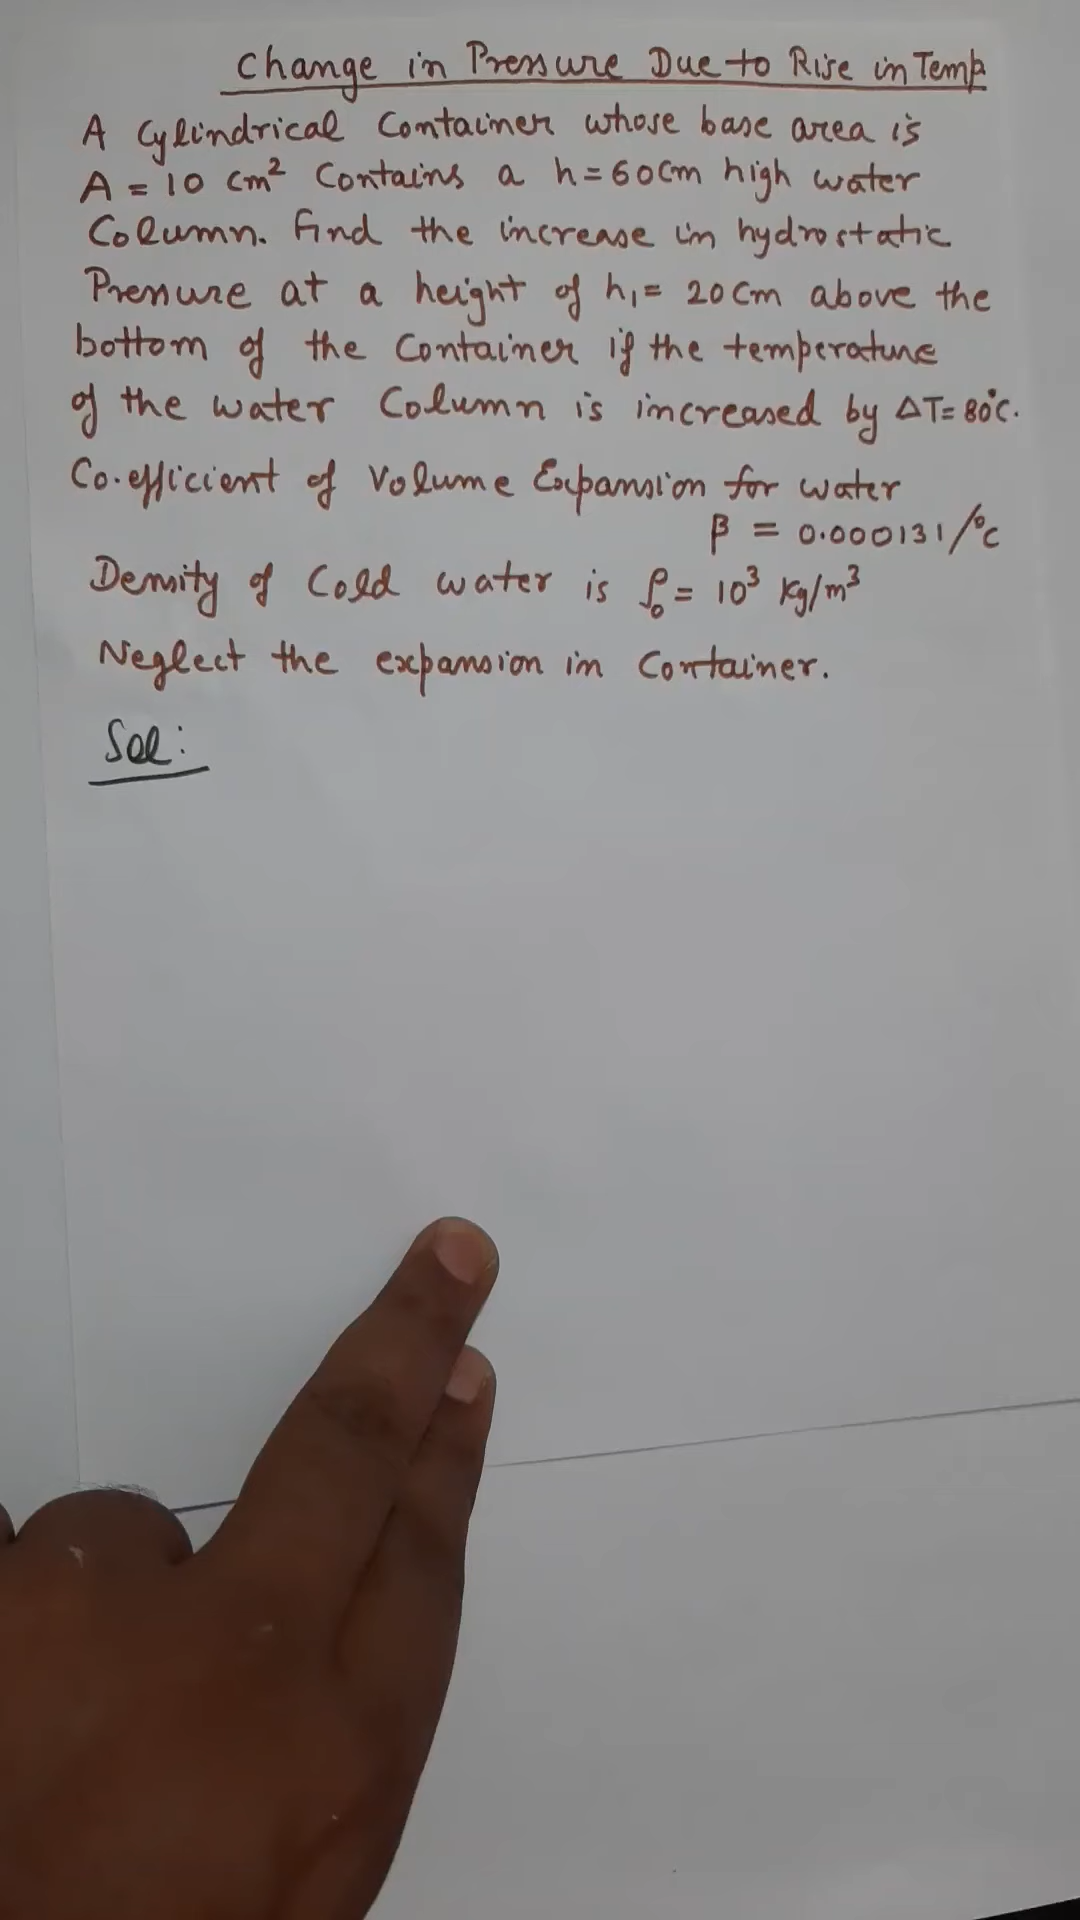 Change in Pressure Due to Rise in Temp
A Cylindrical Container whose base area is
A = 10 cm² Contains a h=60cm high water
Column. Find the increase in hydrostatic
Pressure at a height of h₁= 20cm above the
bottom of the Container if the temperature
of the water Column is increased by ΔT= 80°C.
Co.efficient of Volume Expansion for water
β = 0.000131/°C
Density of Cold water is ρ₀ = 10³ Kg/m³
Neglect the expansion in Container.
Sol: